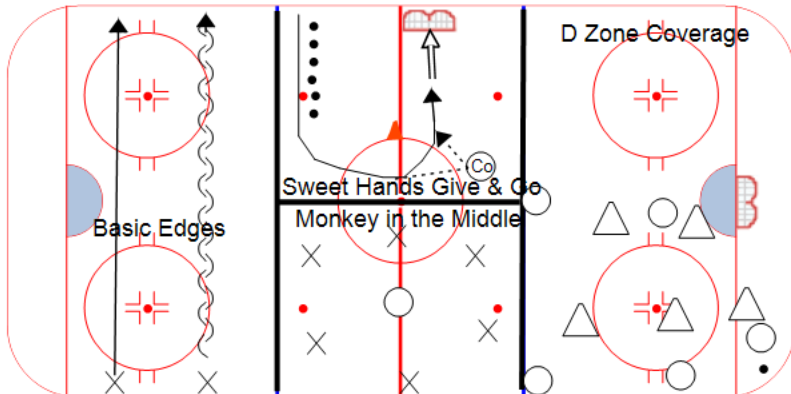 D Zone Coverage
Co
Sweet Hands Give & Go
Monkey in the Middle
Basic Edges